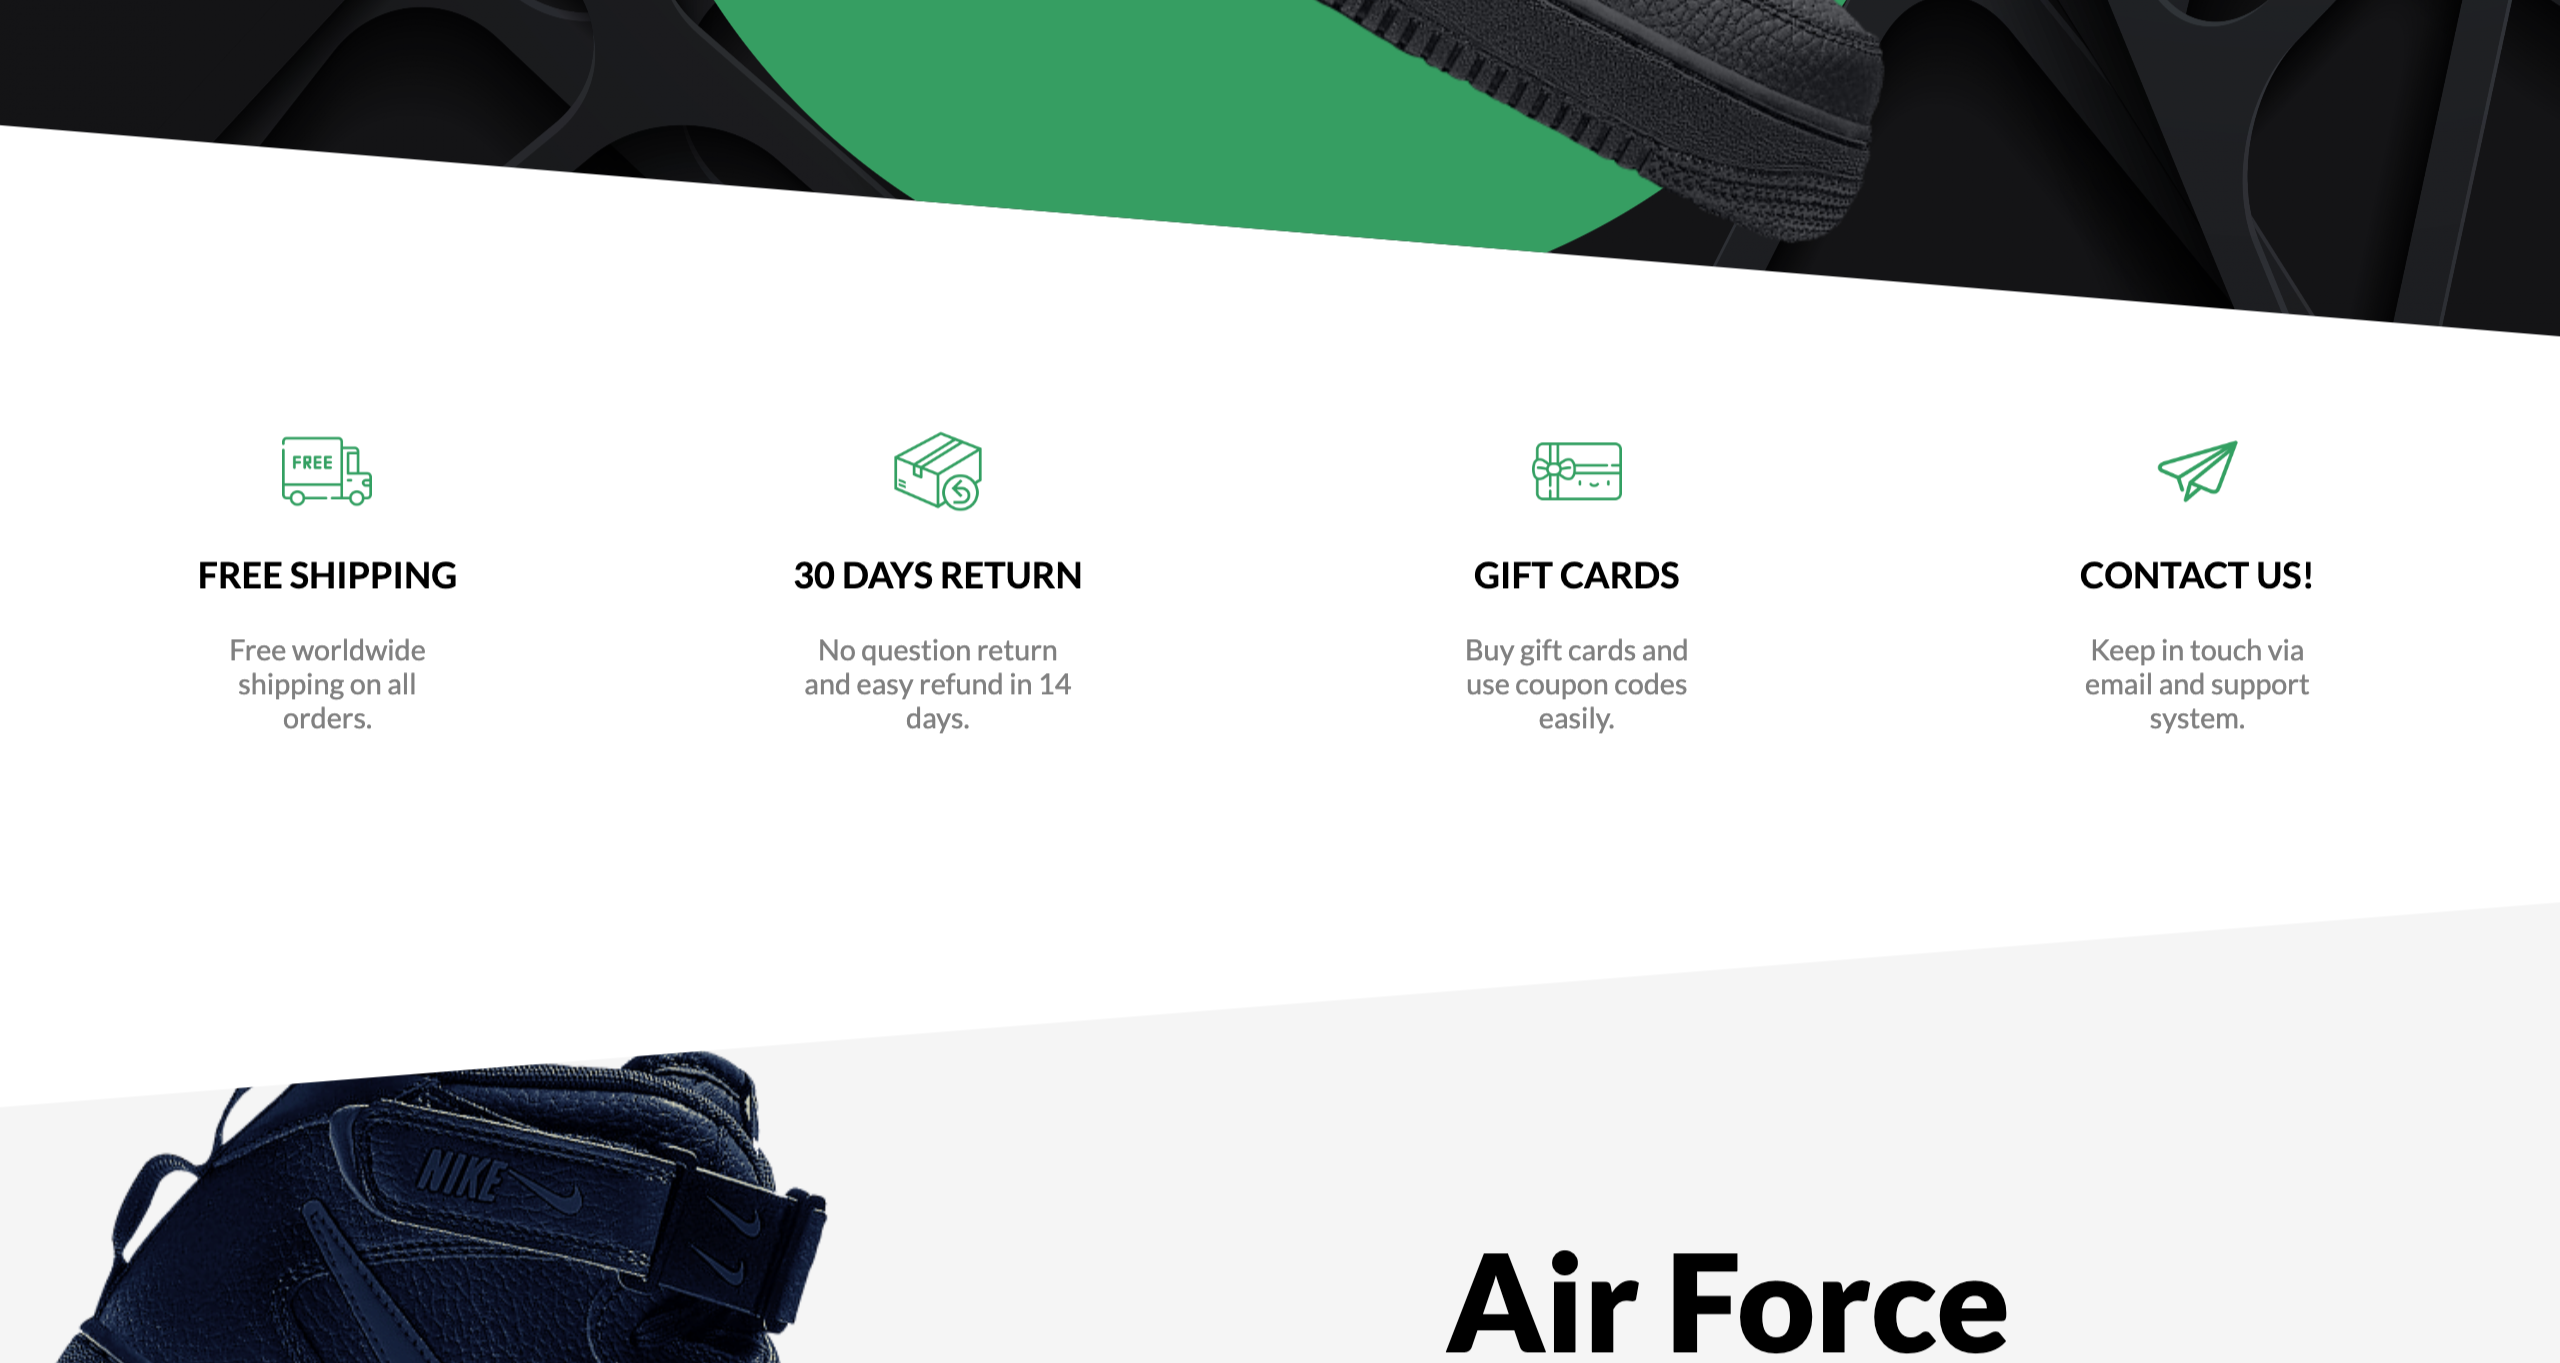 FREE
FREE SHIPPING
Free worldwide
shipping on all
orders.
30 DAYS RETURN
No question return
and easy refund in 14
days.
GIFT CARDS
Buy gift cards and
use coupon codes
easily.
CONTACT US!
Keep in touch via
email and support
system.
NIKE
Air Force